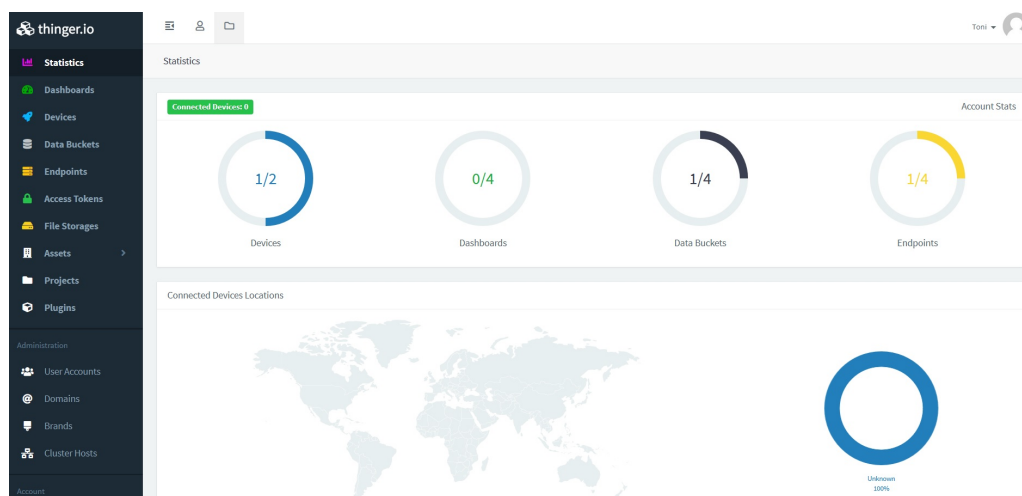 thinger.io
Toni
Statistics
Dashboards
Devices
Data Buckets
Endpoints
Access Tokens
File Storages
Assets
Projects
Plugins
Administration
User Accounts
Domains
Brands
Cluster Hosts
Account
Statistics
Connected Devices: 0
Account Stats
1/2
0/4
1/4
1/4
Devices
Dashboards
Data Buckets
Endpoints
Connected Devices Locations
Unknown
100%